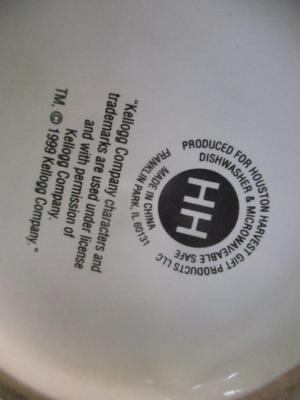 PRODUCED FOR HOUSTON HARVEST GIFT PRODUCTS LLC
DISHWASHER & MICROWAVEABLE SAFE
HH
MADE IN CHINA
FRANKLIN PARK, IL 60131
"Kellogg Company characters and
trademarks are used under license
and with permission of
Kellogg Company.
TM, © 1999 Kellogg Company."